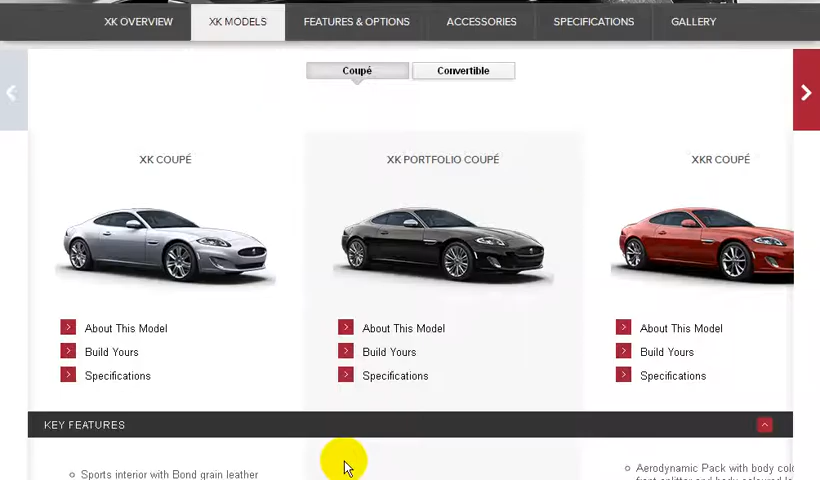 XK OVERVIEW XK MODELS FEATURES & OPTIONS ACCESSORIES SPECIFICATIONS GALLERY
Coupé Convertible
XK COUPÉ XK PORTFOLIO COUPÉ XKR COUPÉ
About This Model About This Model About This Model
Build Yours Build Yours Build Yours
Specifications Specifications Specifications
KEY FEATURES
Sports interior with Bond grain leather
Aerodynamic Pack with body